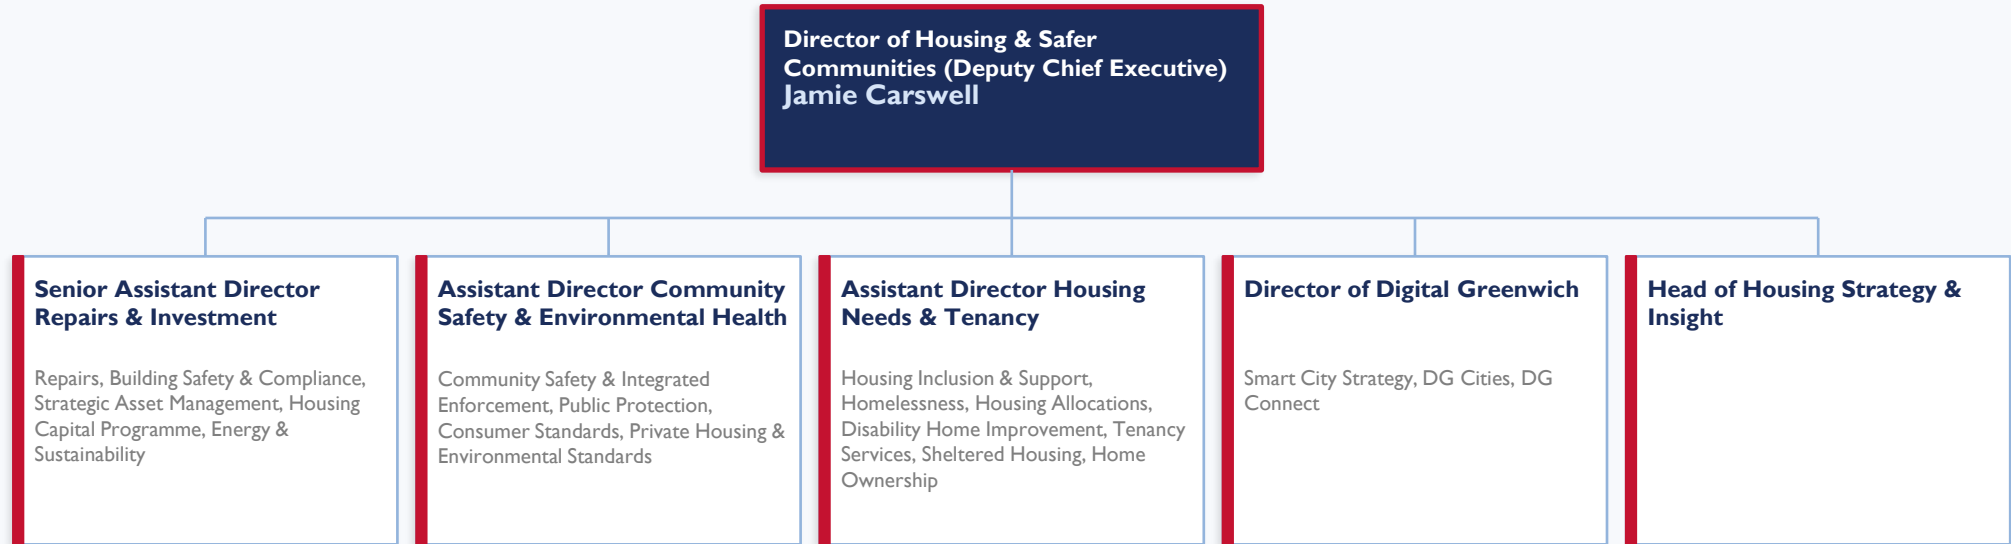 Director of Housing & Safer
Communities (Deputy Chief Executive)
Jamie Carswell
Senior Assistant Director
Repairs & Investment
Repairs, Building Safety & Compliance,
Strategic Asset Management, Housing
Capital Programme, Energy &
Sustainability
Assistant Director Community
Safety & Environmental Health
Community Safety & Integrated
Enforcement, Public Protection,
Consumer Standards, Private Housing &
Environmental Standards
Assistant Director Housing
Needs & Tenancy
Housing Inclusion & Support,
Homelessness, Housing Allocations,
Disability Home Improvement, Tenancy
Services, Sheltered Housing, Home
Ownership
Director of Digital Greenwich
Smart City Strategy, DG Cities, DG
Connect
Head of Housing Strategy &
Insight